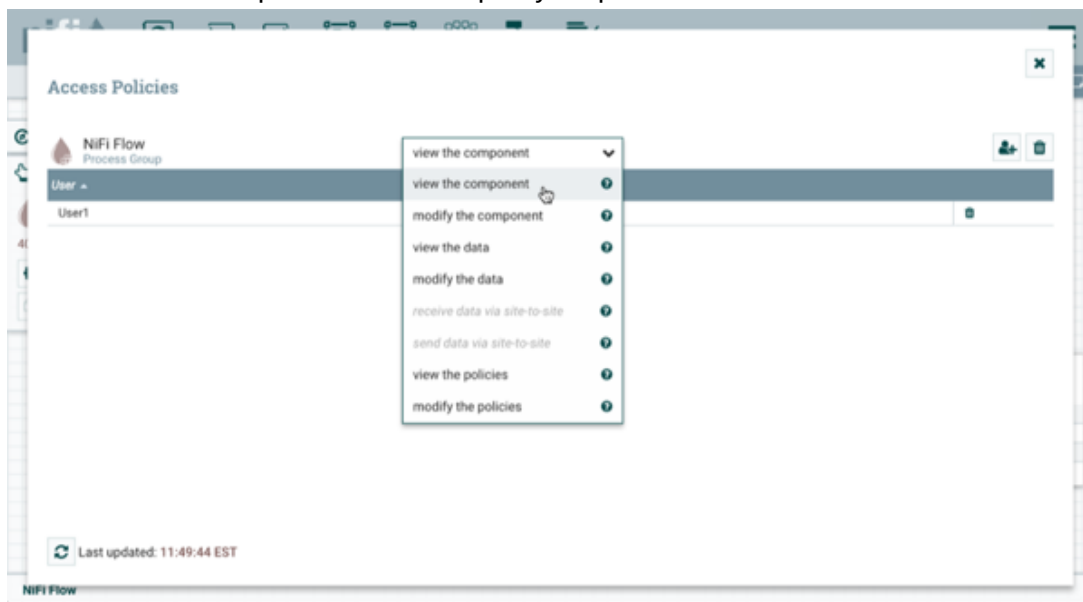 Access Policies
NiFi Flow
Process Group
view the component
User
view the component
User1
modify the component
view the data
modify the data
receive data via site-to-site
send data via site-to-site
view the policies
modify the policies
Last updated: 11:49:44 EST
NiFi Flow